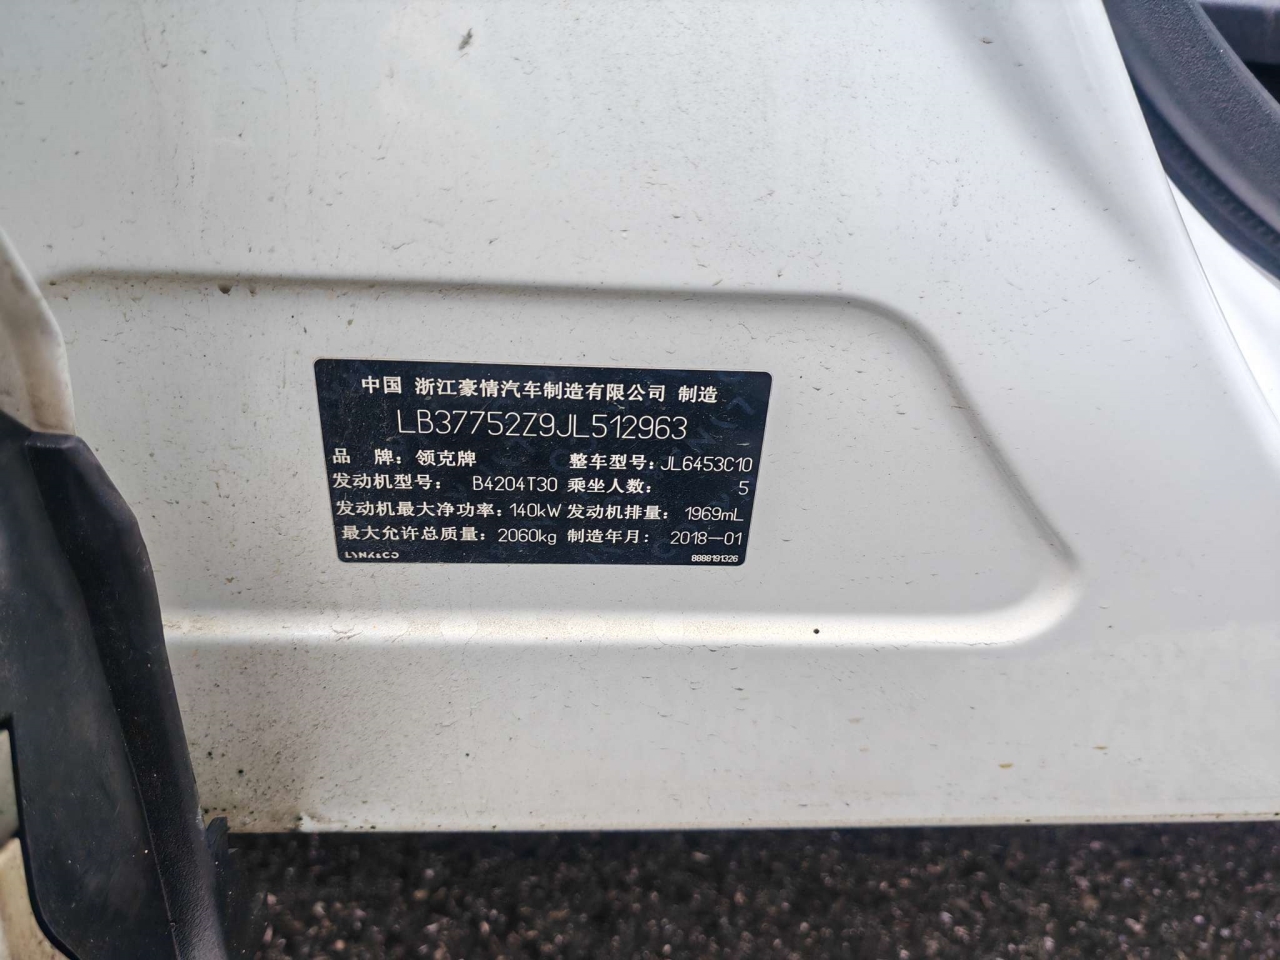 中国 浙江豪情汽车制造有限公司 制造
LB37752Z9JL512963
品 牌：领克牌 整车型号：JL6453C10
发动机型号： B4204T30 乘坐人数： 5
发动机最大净功率：140kW 发动机排量： 1969mL
最大允许总质量：2060kg 制造年月： 2018—01
LYNK&CO 8888191326